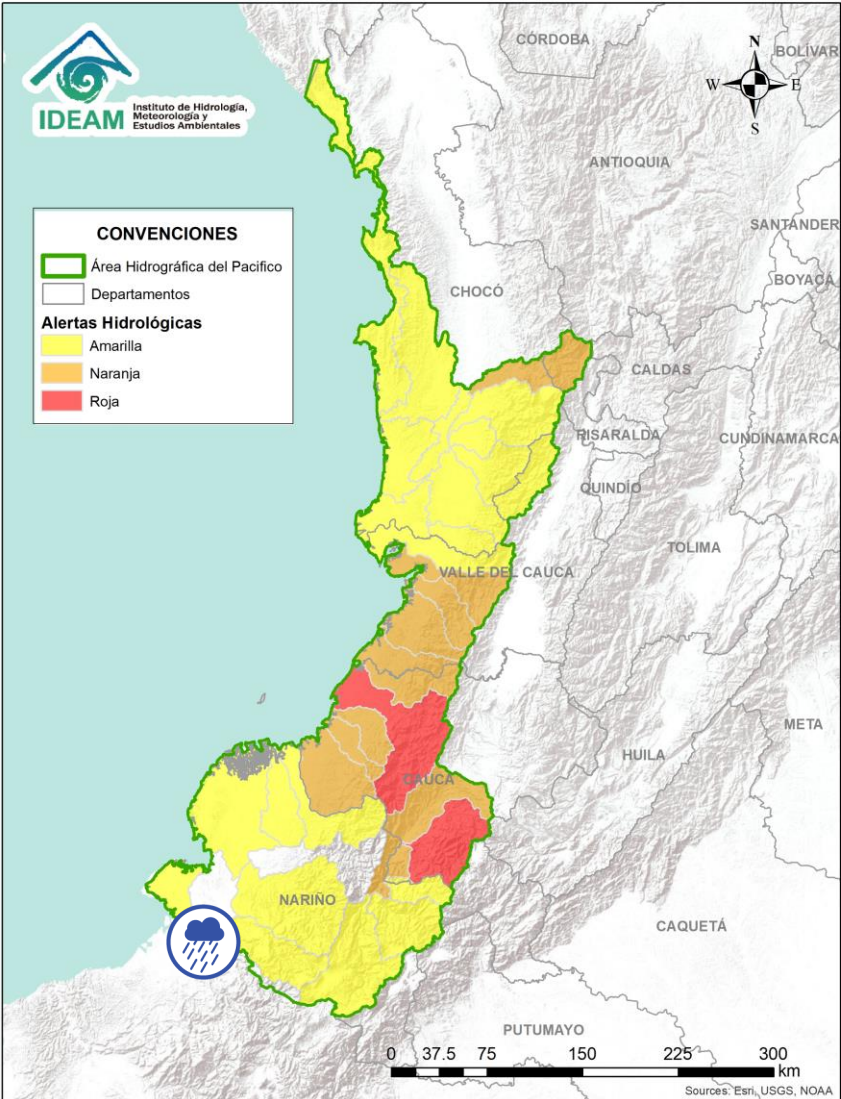 IDEAM
Instituto de Hidrología,
Meteorología y
Estudios Ambientales
CÓRDOBA
BOLÍVAR
N
W
E
S
ANTIOQUIA
SANTANDER
BOYACÁ
CHOCÓ
CONVENCIONES
Área Hidrográfica del Pacifico
Departamentos
Alertas Hidrológicas
Amarilla
Naranja
Roja
CALDAS
RISARALDA
CUNDINAMARCA
QUINDÍO
TOLIMA
VALLE DEL CAUCA
META
HUILA
CAUCA
NARIÑO
CAQUETÁ
PUTUMAYO
0 37.5 75 150 225 300
km
Sources: Esri, USGS, NOAA